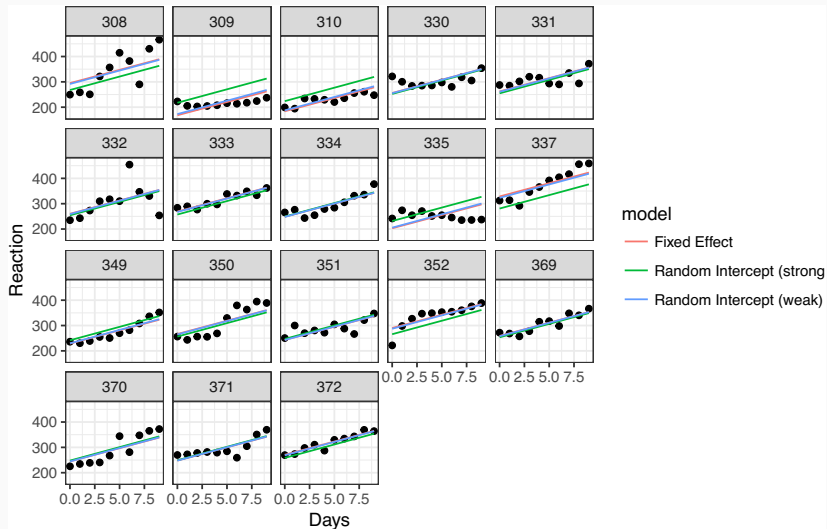 308 309 310 330 331
400
300
200
332 333 334 335 337
400
300
200
349 350 351 352 369
400
300
200
0.0 2.5 5.0 7.5 0.0 2.5 5.0 7.5
370 371 372
400
300
200
0.0 2.5 5.0 7.5 0.0 2.5 5.0 7.5 0.0 2.5 5.0 7.5
Days
Reaction
model
Fixed Effect
Random Intercept (strong
Random Intercept (weak)